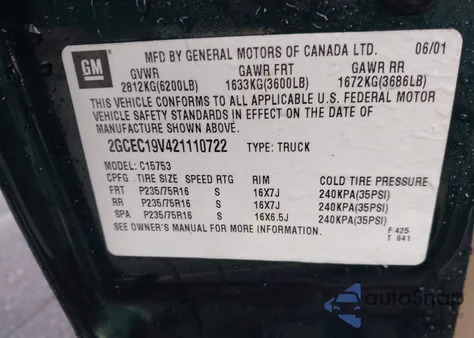 GM
MFD BY GENERAL MOTORS OF CANADA LTD. 06/01
GVWR GAWR FRT GAWR RR
2812KG(6200LB) 1633KG(3600LB) 1672KG(3686LB)
THIS VEHICLE CONFORMS TO ALL APPLICABLE U.S. FEDERAL MOTOR
VEHICLE SAFETY STANDARDS IN EFFECT ON THE DATE OF
MANUFACTURE SHOWN ABOVE.
2GCEC19V421110722 TYPE: TRUCK
MODEL: C15753
CPFG TIRE SIZE SPEED RTG RIM COLD TIRE PRESSURE
FRT P235/75R16 S 16X7J 240KPA(35PSI)
RR P235/75R16 S 16X7J 240KPA(35PSI)
SPA P235/75R16 S 16X6.5J 240KPA(35PSI)
SEE OWNER'S MANUAL FOR MORE INFORMATION. F 425
T 641
autoSnap